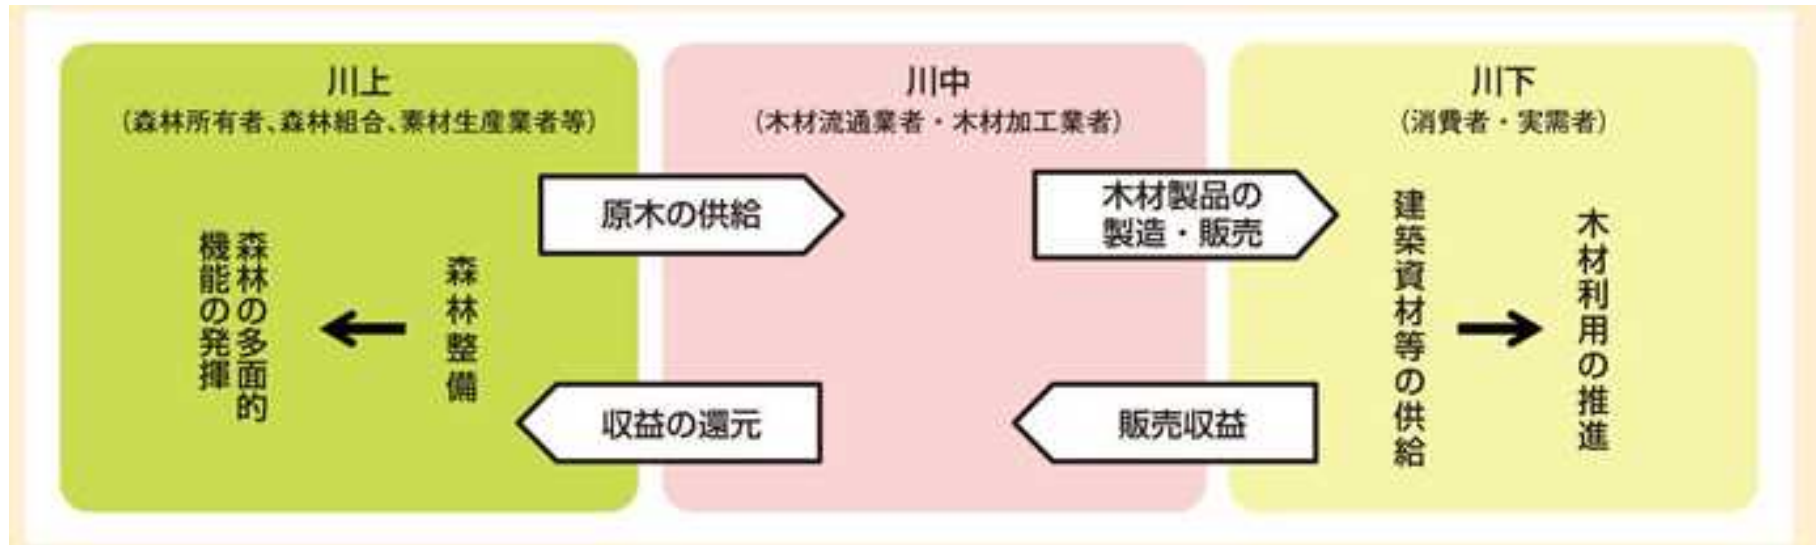 川上
（森林所有者、森林組合、素材生産業者等）
森林の多面的
機能の発揮
森林整備
原木の供給
収益の還元
川中
（木材流通業者・木材加工業者）
木材製品の
製造・販売
販売収益
川下
（消費者・実需者）
建築資材等の供給
木材利用の推進